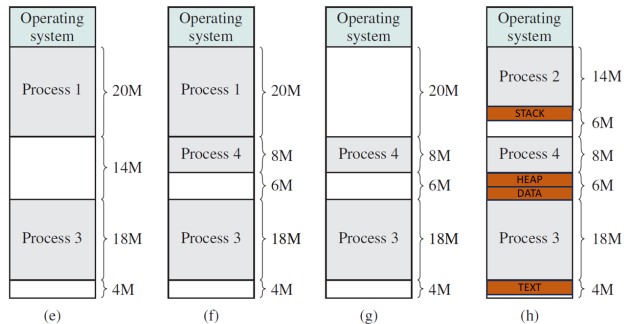 Operating
system
Process 1
20M
14M
Process 3
18M
4M
(e)
Operating
system
Process 1
20M
Process 4
8M
6M
Process 3
18M
4M
(f)
Operating
system
20M
Process 4
8M
6M
Process 3
18M
4M
(g)
Operating
system
Process 2
14M
STACK
6M
Process 4
8M
HEAP
6M
DATA
Process 3
18M
TEXT
4M
(h)